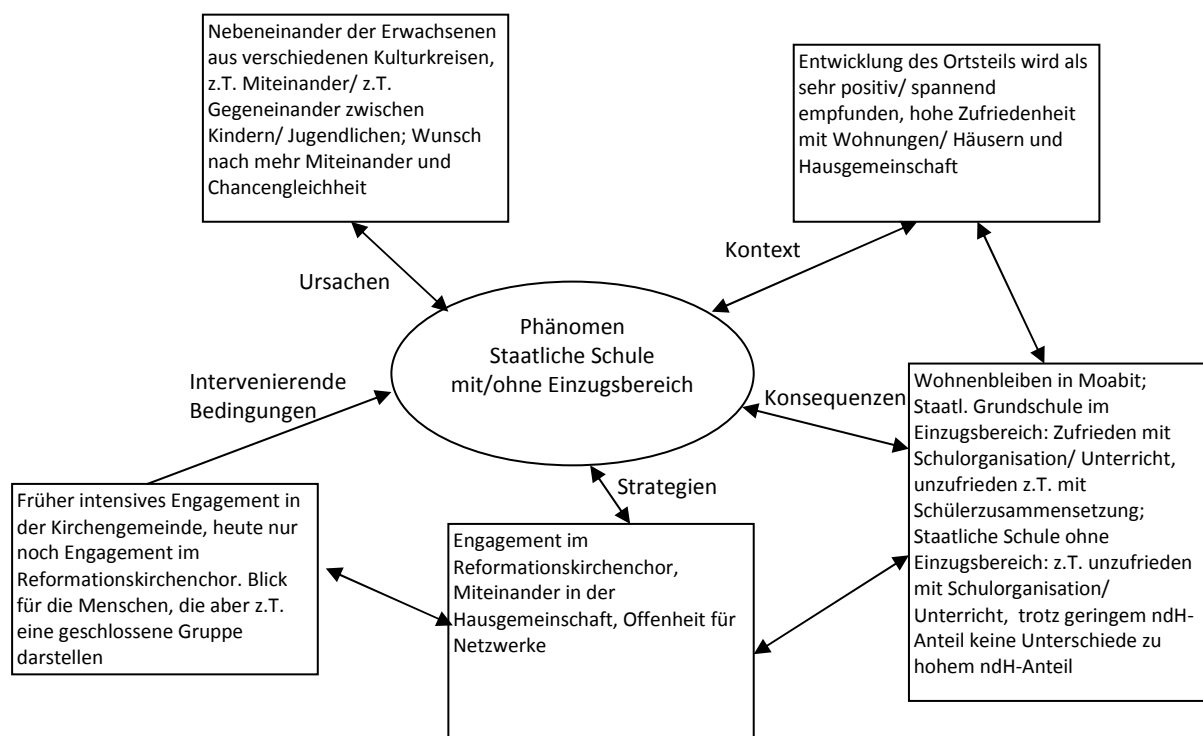 Nebeneinander der Erwachsenen
aus verschiedenen Kulturkreisen,
z.T. Miteinander/ z.T.
Gegeneinander zwischen
Kindern/ Jugendlichen; Wunsch
nach mehr Miteinander und
Chancengleichheit
Entwicklung des Ortsteils wird als
sehr positiv/ spannend
empfunden, hohe Zufriedenheit
mit Wohnungen/ Häusern und
Hausgemeinschaft
Ursachen
Kontext
Phänomen
Staatliche Schule
mit/ohne Einzugsbereich
Intervenierende
Bedingungen
Konsequenzen
Strategien
Früher intensives Engagement in
der Kirchengemeinde, heute nur
noch Engagement im
Reformationskirchenchor. Blick
für die Menschen, die aber z.T.
eine geschlossene Gruppe
darstellen
Engagement im
Reformationskirchenchor,
Miteinander in der
Hausgemeinschaft, Offenheit für
Netzwerke
Wohnenbleiben in Moabit;
Staatl. Grundschule im
Einzugsbereich: Zufrieden mit
Schulorganisation/ Unterricht,
unzufrieden z.T. mit
Schülerzusammensetzung;
Staatliche Schule ohne
Einzugsbereich: z.T. unzufrieden
mit Schulorganisation/
Unterricht, trotz geringem ndH-
Anteil keine Unterschiede zu
hohem ndH-Anteil